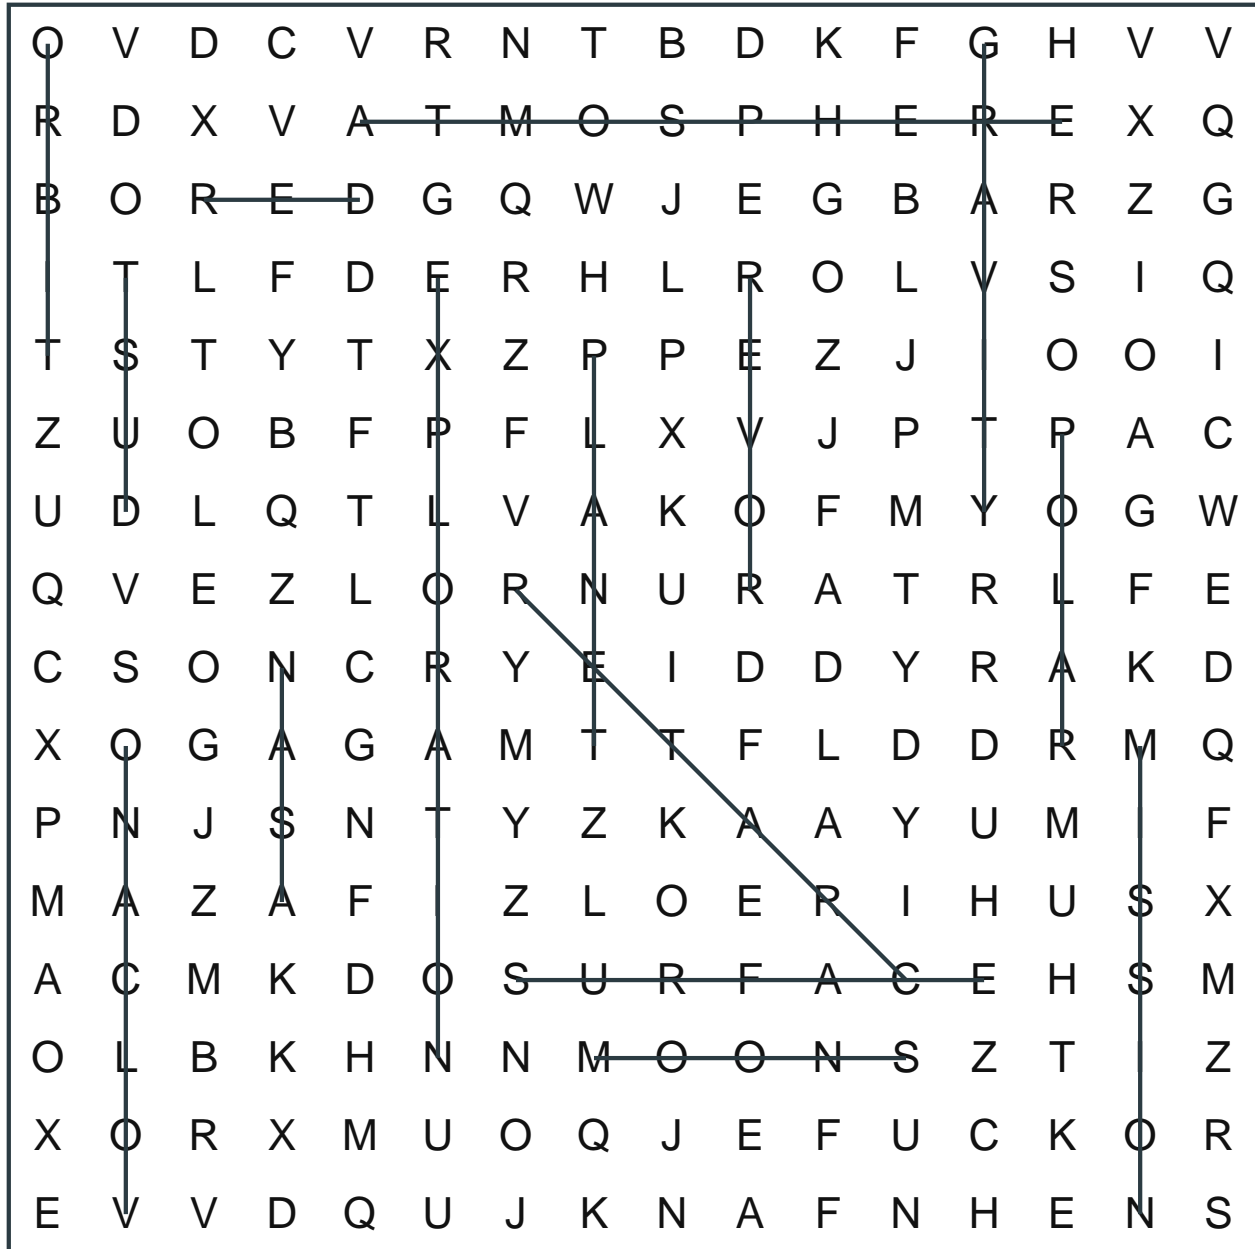 O V D C V R N T B D K F G H V V
R D X V A T M O S P H E R E X Q
B O R E D G Q W J E G B A R Z G
I T L F D E R H L R O L V S I Q
T S T Y T X Z P P E Z J I O O I
Z U O B F P F L X V J P T P A C
U D L Q T L V A K O F M Y O G W
Q V E Z L O R N U R A T R L F E
C S O N C R Y E I D D Y R A K D
X O G A G A M T T F L D D R M Q
P N J S N T Y Z K A A Y U M I F
M A Z A F I Z L O E R I H U S X
A C M K D O S U R F A C E H S M
O L B K H N N M O O N S Z T I Z
X O R X M U O Q J E F U C K O R
E V V D Q U J K N A F N H E N S